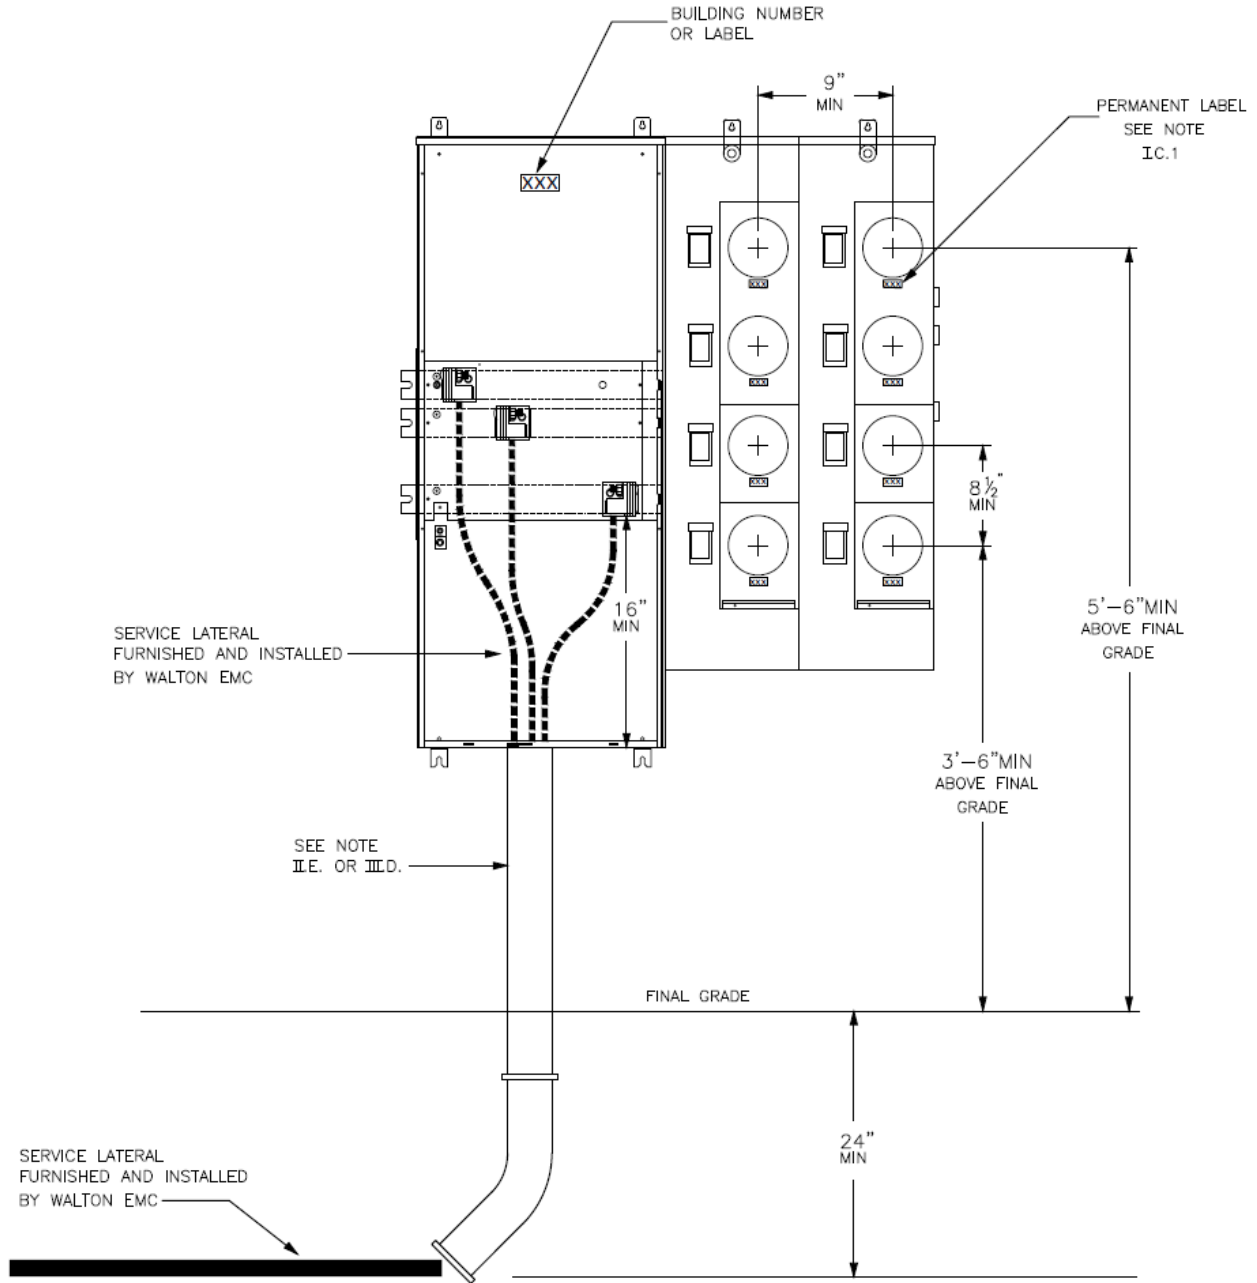 BUILDING NUMBER
OR LABEL
9"
MIN
PERMANENT LABEL
SEE NOTE
I.C.1
XXX
XXX
XXX
XXX
XXX
XXX
XXX
8½"
MIN
XXX
XXX
16"
MIN
5'-6"MIN
ABOVE FINAL
GRADE
SERVICE LATERAL
FURNISHED AND INSTALLED
BY WALTON EMC
3'-6"MIN
ABOVE FINAL
GRADE
SEE NOTE
II.E. OR III.D.
FINAL GRADE
24"
MIN
SERVICE LATERAL
FURNISHED AND INSTALLED
BY WALTON EMC